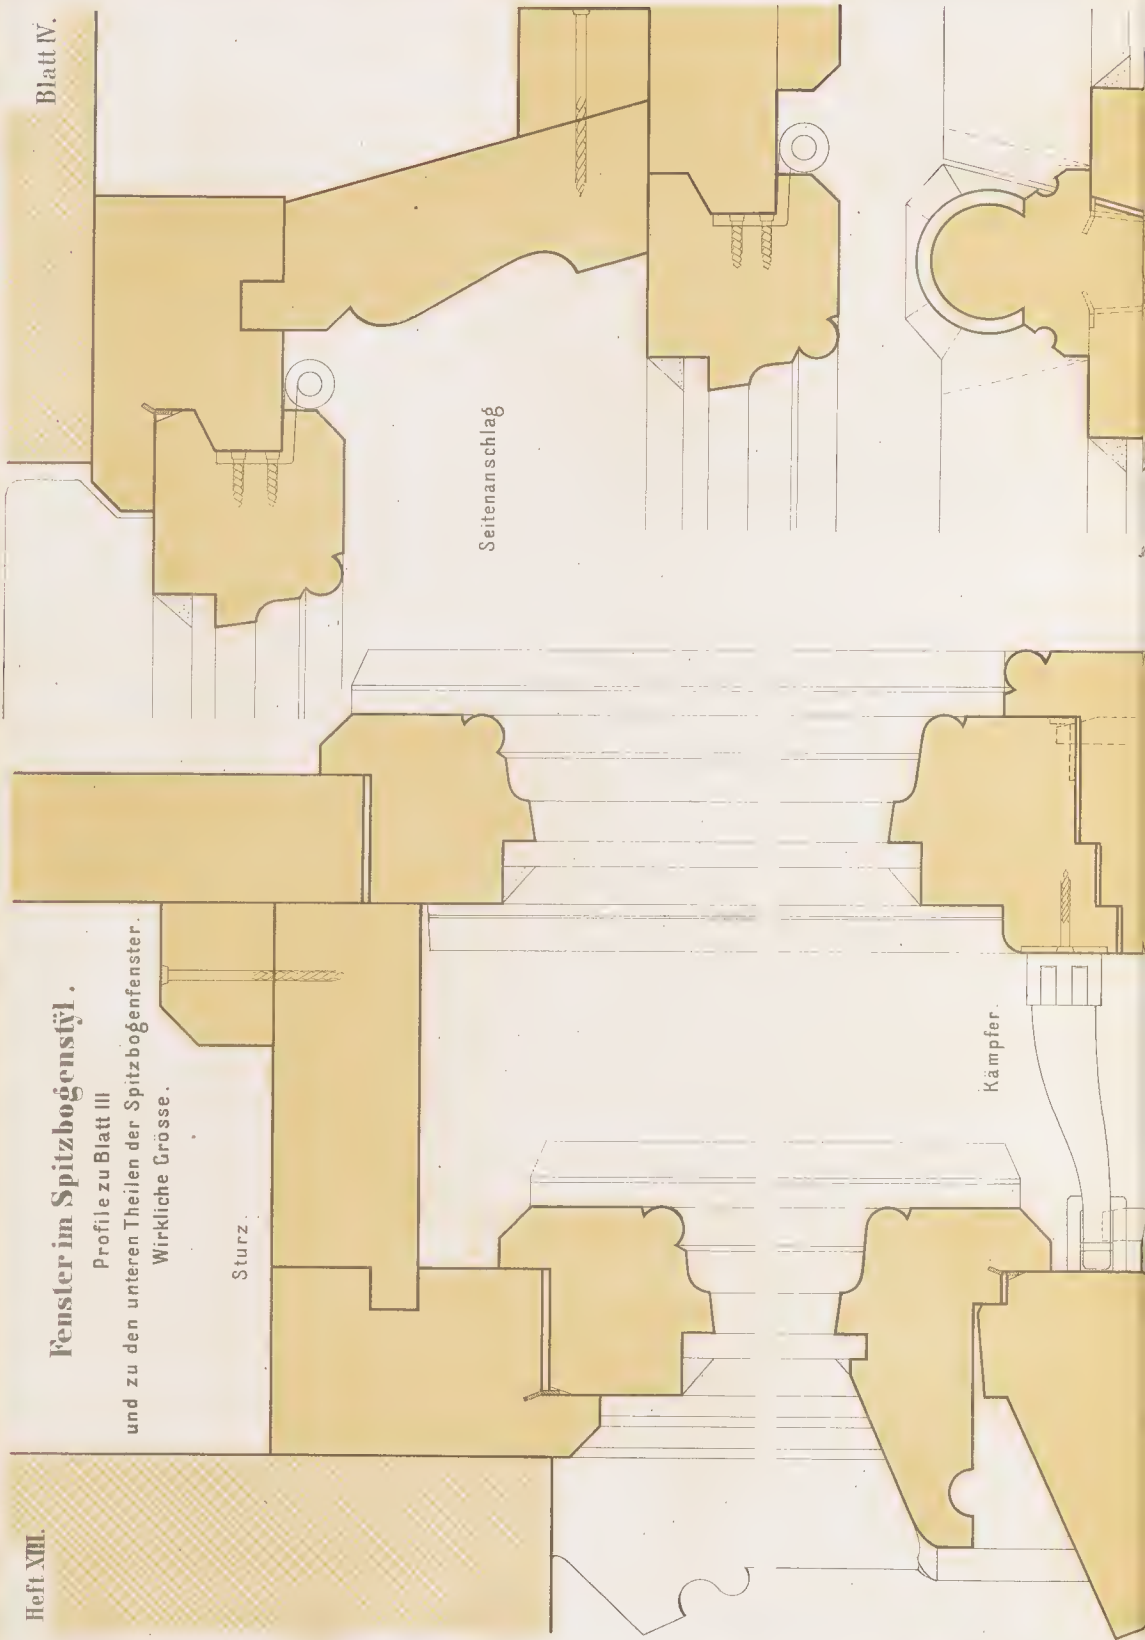 Heft XIII.
Blatt IV.
Fenster im Spitzbogenstÿl.
Profile zu Blatt III
und zu den unteren Theilen der Spitzbogenfenster.
Wirkliche Grösse.
Sturz.
Seitenanschlag
Kämpfer.